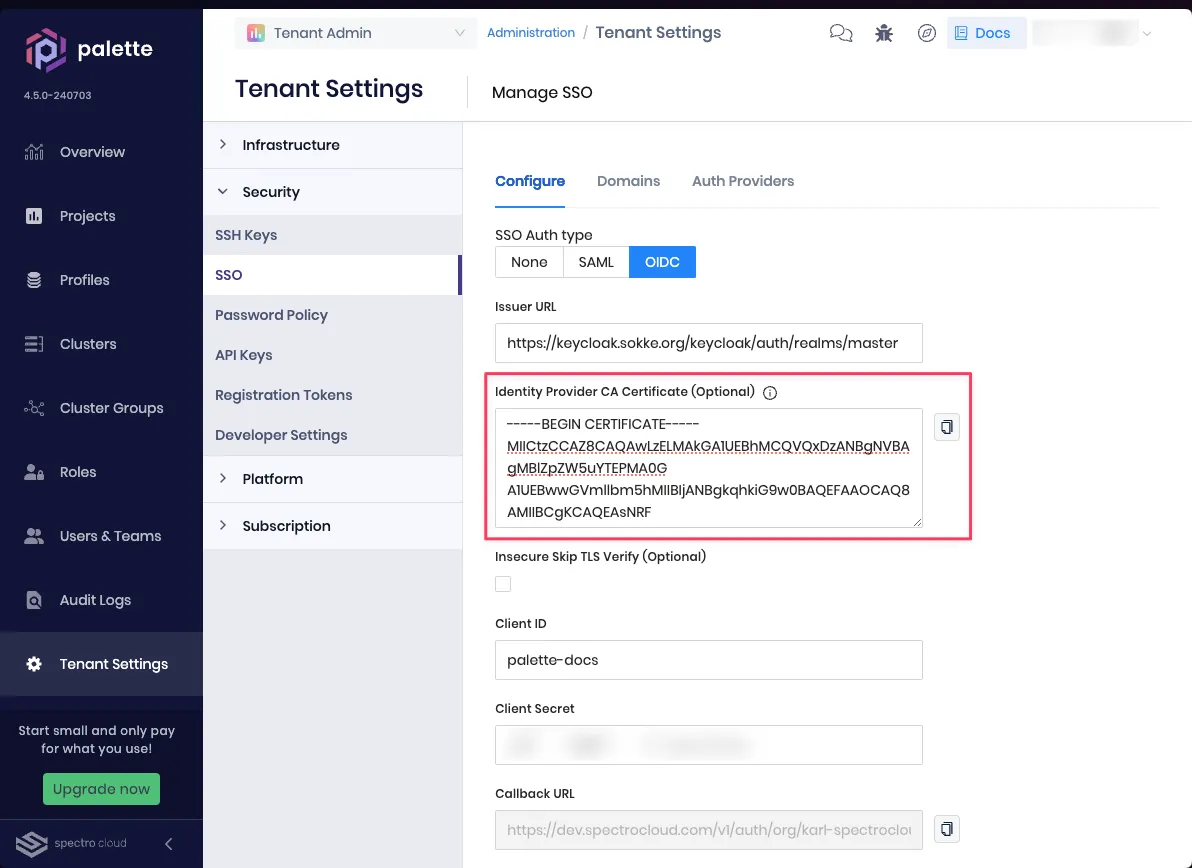 palette
4.5.0-240703
Overview
Projects
Profiles
Clusters
Cluster Groups
Roles
Users & Teams
Audit Logs
Tenant Settings
Start small and only pay
for what you use!
Upgrade now
spectro cloud
Tenant Admin
Administration / Tenant Settings
Docs
Tenant Settings
Manage SSO
Infrastructure
Security
SSH Keys
SSO
Password Policy
API Keys
Registration Tokens
Developer Settings
Platform
Subscription
Configure Domains Auth Providers
SSO Auth type
None SAML OIDC
Issuer URL
https://keycloak.sokke.org/keycloak/auth/realms/master
Identity Provider CA Certificate (Optional)
-----BEGIN CERTIFICATE-----
MIICtzCCAZ8CAQAwLzELMAkGA1UEBhMCQVQxDzANBgNVBA
gMBlZpZW5uYTEPMA0G
A1UEBwwGVmllbm5hMIIBIjANBgkqhkiG9w0BAQEFAAOCAQ8
AMIIBCgKCAQEAsNRF
Insecure Skip TLS Verify (Optional)
Client ID
palette-docs
Client Secret
Callback URL
https://dev.spectrocloud.com/v1/auth/org/karl-spectroclou